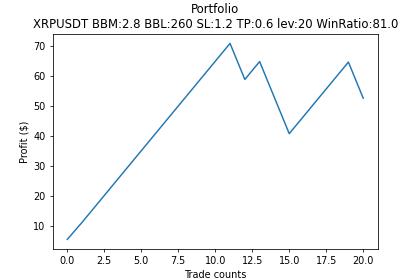 Portfolio
XRPUSDT BBM:2.8 BBL:260 SL:1.2 TP:0.6 lev:20 WinRatio:81.0
70
60
50
40
30
20
10
Profit ($)
0.0 2.5 5.0 7.5 10.0 12.5 15.0 17.5 20.0
Trade counts